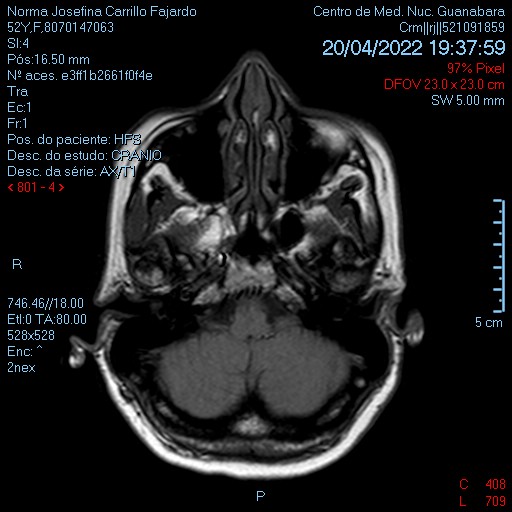 Norma Josefina Carrillo Fajardo
52Y,F,8070147063
Sl:4
Pós:16.50 mm
Nº aces. e3ff1b2661f0f4e
Tra
Ec:1
Fr:1
Pos. do paciente: HFS
Desc. do estudo: CRANIO
Desc. da série: AX/T1
< 801 - 4 >
Centro de Med. Nuc. Guanabara
Crm||rj||521091859
20/04/2022 19:37:59
97% Pixel
DFOV 23.0 x 23.0 cm
SW 5.00 mm
R
5 cm
746.46//18.00
Etl:0 TA:80.00
528x528
Enc: ^
2nex
P
C 408
L 709